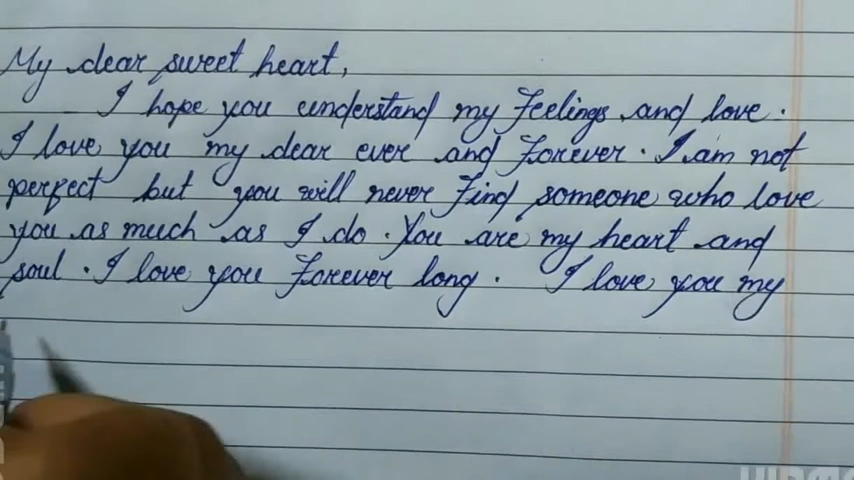 My dear sweet heart,
I hope you understand my feelings and love.
I love you my dear ever and forever. I am not
perfect but you will never find someone who love
you as much as I do. You are my heart and
soul. I love you forever long. I love you my